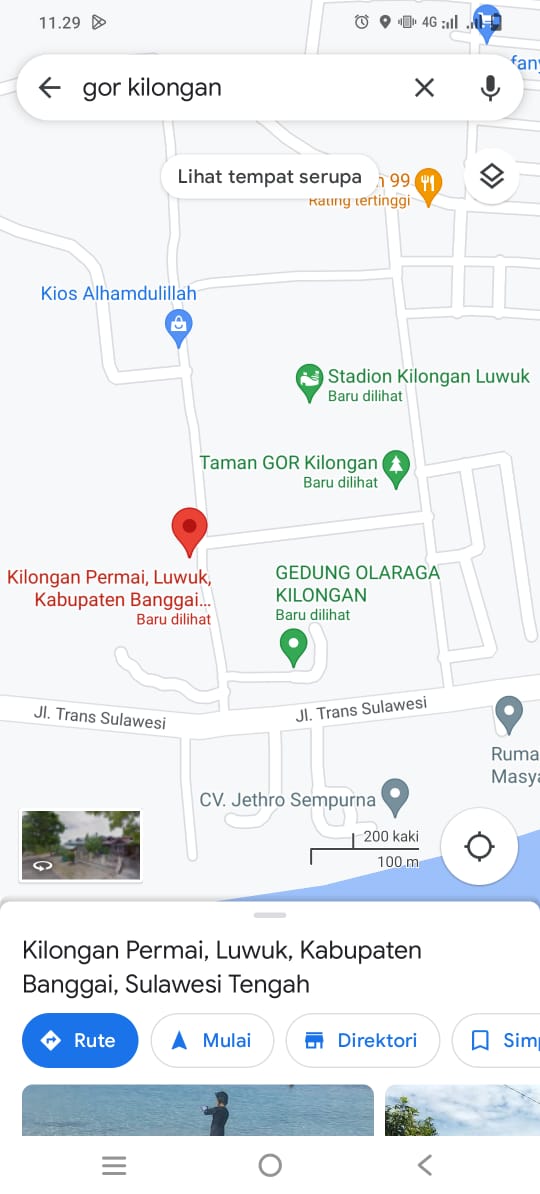 11.29
4G
fany
gor kilongan
Lihat tempat serupa
99
Rating tertinggi
Kios Alhamdulillah
Stadion Kilongan Luwuk
Baru dilihat
Taman GOR Kilongan
Baru dilihat
Kilongan Permai, Luwuk,
Kabupaten Banggai...
Baru dilihat
GEDUNG OLARAGA
KILONGAN
Baru dilihat
Jl. Trans Sulawesi
Jl. Trans Sulawesi
Ruma
Masya
CV. Jethro Sempurna
200 kaki
100 m
Kilongan Permai, Luwuk, Kabupaten
Banggai, Sulawesi Tengah
Rute
Mulai
Direktori
Simp